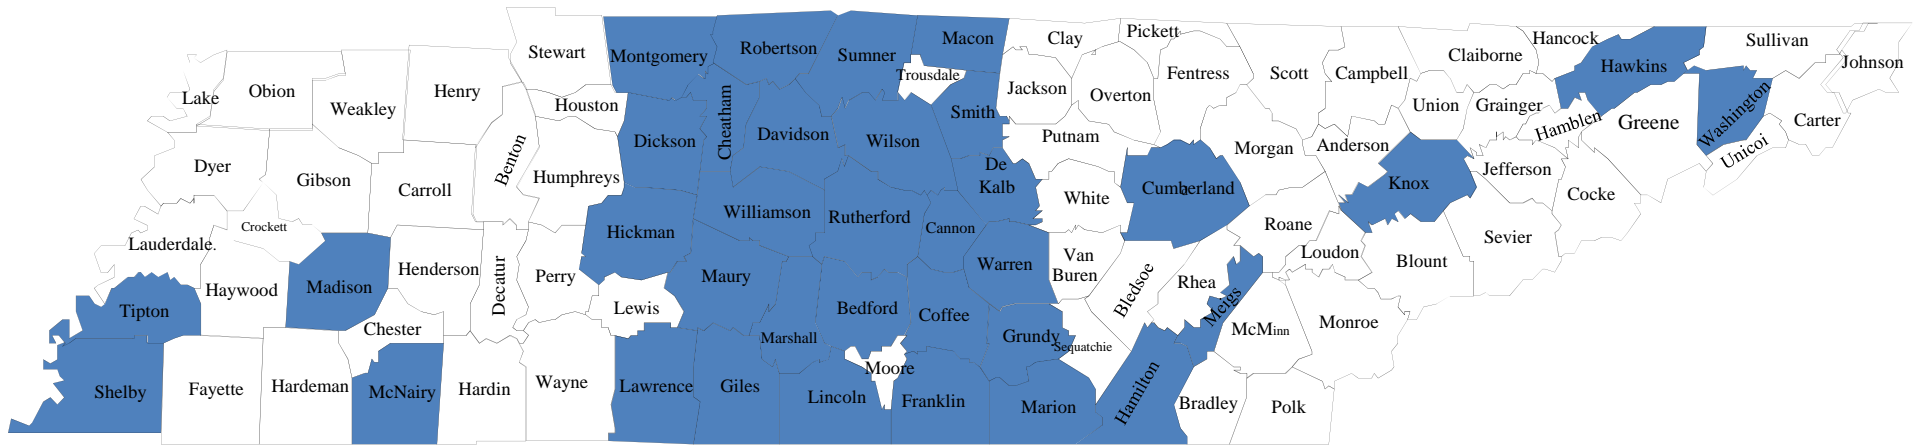 Stewart
Montgomery
Robertson
Sumner
Macon
Clay
Pickett
Fentress
Scott
Campbell
Claiborne
Hancock
Hawkins
Sullivan
Johnson
Lake
Obion
Weakley
Henry
Houston
Trousdale
Jackson
Overton
Union
Grainger
Hamblen
Greene
Washington
Unicoi
Carter
Dickson
Cheatham
Davidson
Wilson
Smith
Putnam
Morgan
Anderson
Jefferson
Cocke
Dyer
Gibson
Carroll
Benton
Humphreys
De
Kalb
White
Cumberland
Knox
Lauderdale.
Crockett
Hickman
Williamson
Rutherford
Cannon
Roane
Sevier
Loudon
Blount
Haywood
Madison
Henderson
Decatur
Perry
Lewis
Maury
Warren
Van
Buren
Bledsoe
Rhea
Meigs
Tipton
Chester
Marshall
Bedford
Coffee
Grundy
Sequatchie
McMinn
Monroe
Shelby
Fayette
Hardeman
McNairy
Hardin
Wayne
Lawrence
Giles
Lincoln
Moore
Franklin
Marion
Hamilton
Bradley
Polk